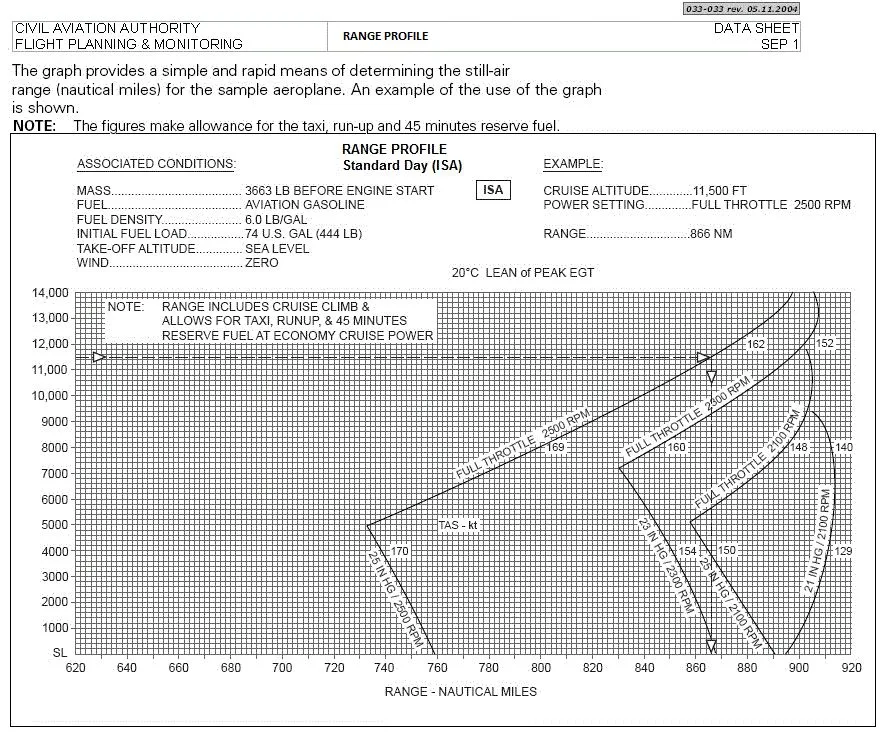 033-033 rev. 05.11.2004
CIVIL AVIATION AUTHORITY
FLIGHT PLANNING & MONITORING
RANGE PROFILE
DATA SHEET
SEP 1
The graph provides a simple and rapid means of determining the still-air
range (nautical miles) for the sample aeroplane. An example of the use of the graph
is shown.
NOTE: The figures make allowance for the taxi, run-up and 45 minutes reserve fuel.
RANGE PROFILE
Standard Day (ISA)
ASSOCIATED CONDITIONS:
MASS............................ 3663 LB BEFORE ENGINE START
FUEL............................. AVIATION GASOLINE
FUEL DENSITY................. 6.0 LB/GAL
INITIAL FUEL LOAD............ 74 U.S. GAL (444 LB)
TAKE-OFF ALTITUDE............ SEA LEVEL
WIND............................. ZERO
ISA
EXAMPLE:
CRUISE ALTITUDE............11,500 FT
POWER SETTING.............FULL THROTTLE 2500 RPM
RANGE..............................866 NM
20°C LEAN of PEAK EGT
NOTE: RANGE INCLUDES CRUISE CLIMB &
ALLOWS FOR TAXI, RUNUP, & 45 MINUTES
RESERVE FUEL AT ECONOMY CRUISE POWER
14,000
13,000
12,000
11,000
10,000
9000
8000
7000
6000
5000
4000
3000
2000
1000
SL
162
152
FULL THROTTLE 2500 RPM
169
FULL THROTTLE 2300 RPM
160
FULL THROTTLE 2100 RPM
148
140
TAS - kt
170
25 IN HG / 2500 RPM
23 IN HG / 2300 RPM
154
150
25 IN HG / 2100 RPM
21 IN HG / 2100 RPM
129
620 640 660 680 700 720 740 760 780 800 820 840 860 880 900 920
RANGE - NAUTICAL MILES